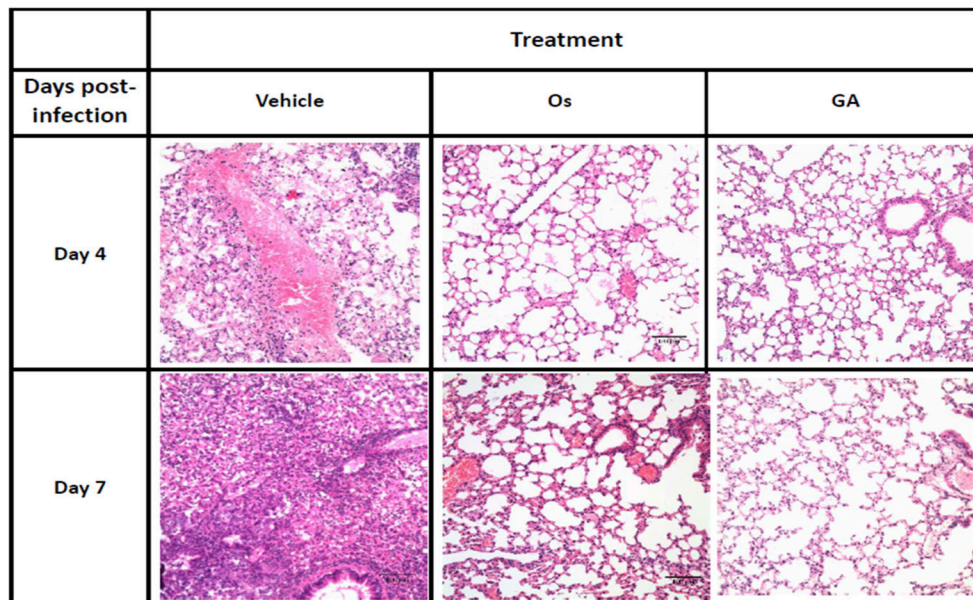 Treatment
Days post-
infection
Vehicle
Os
GA
Day 4
Day 7